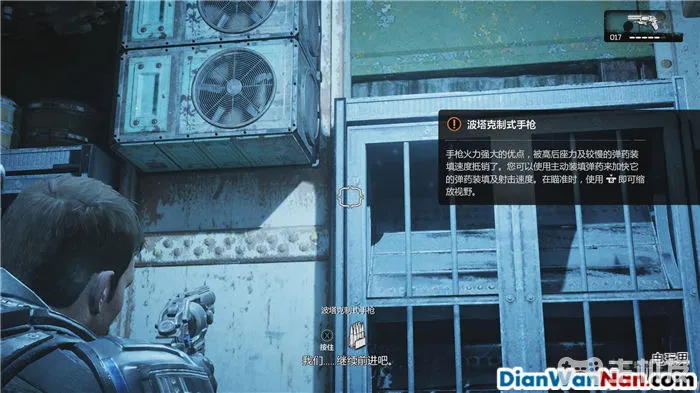 017
波塔克制式手枪
手枪火力强大的优点，被高后座力及较慢的弹药装
填速度抵销了。您可以使用主动装填弹药来加快它
的弹药装填及射击速度。在瞄准时，使用 即可缩
放视野。
波塔克制式手枪
X
按住
我们......继续前进吧。
电玩男
DianWanNan.com